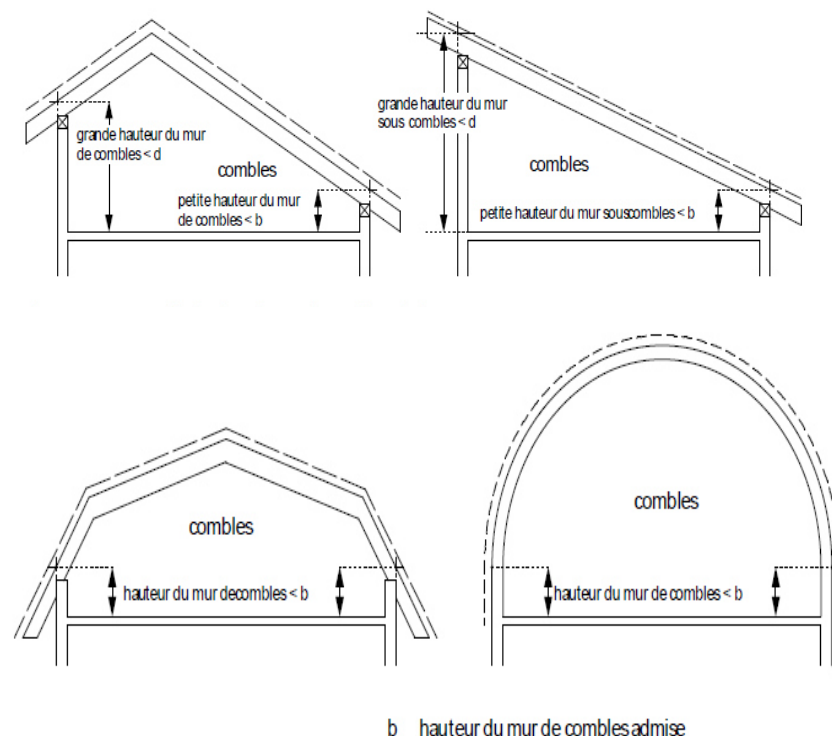 grande hauteur du mur
de combles < d
combles
petite hauteur du mur
de combles < b
grande hauteur du mur
sous combles < d
combles
petite hauteur du mur souscombles < b
combles
hauteur du mur decombles < b
combles
hauteur du mur de combles < b
b hauteur du mur de combles admise